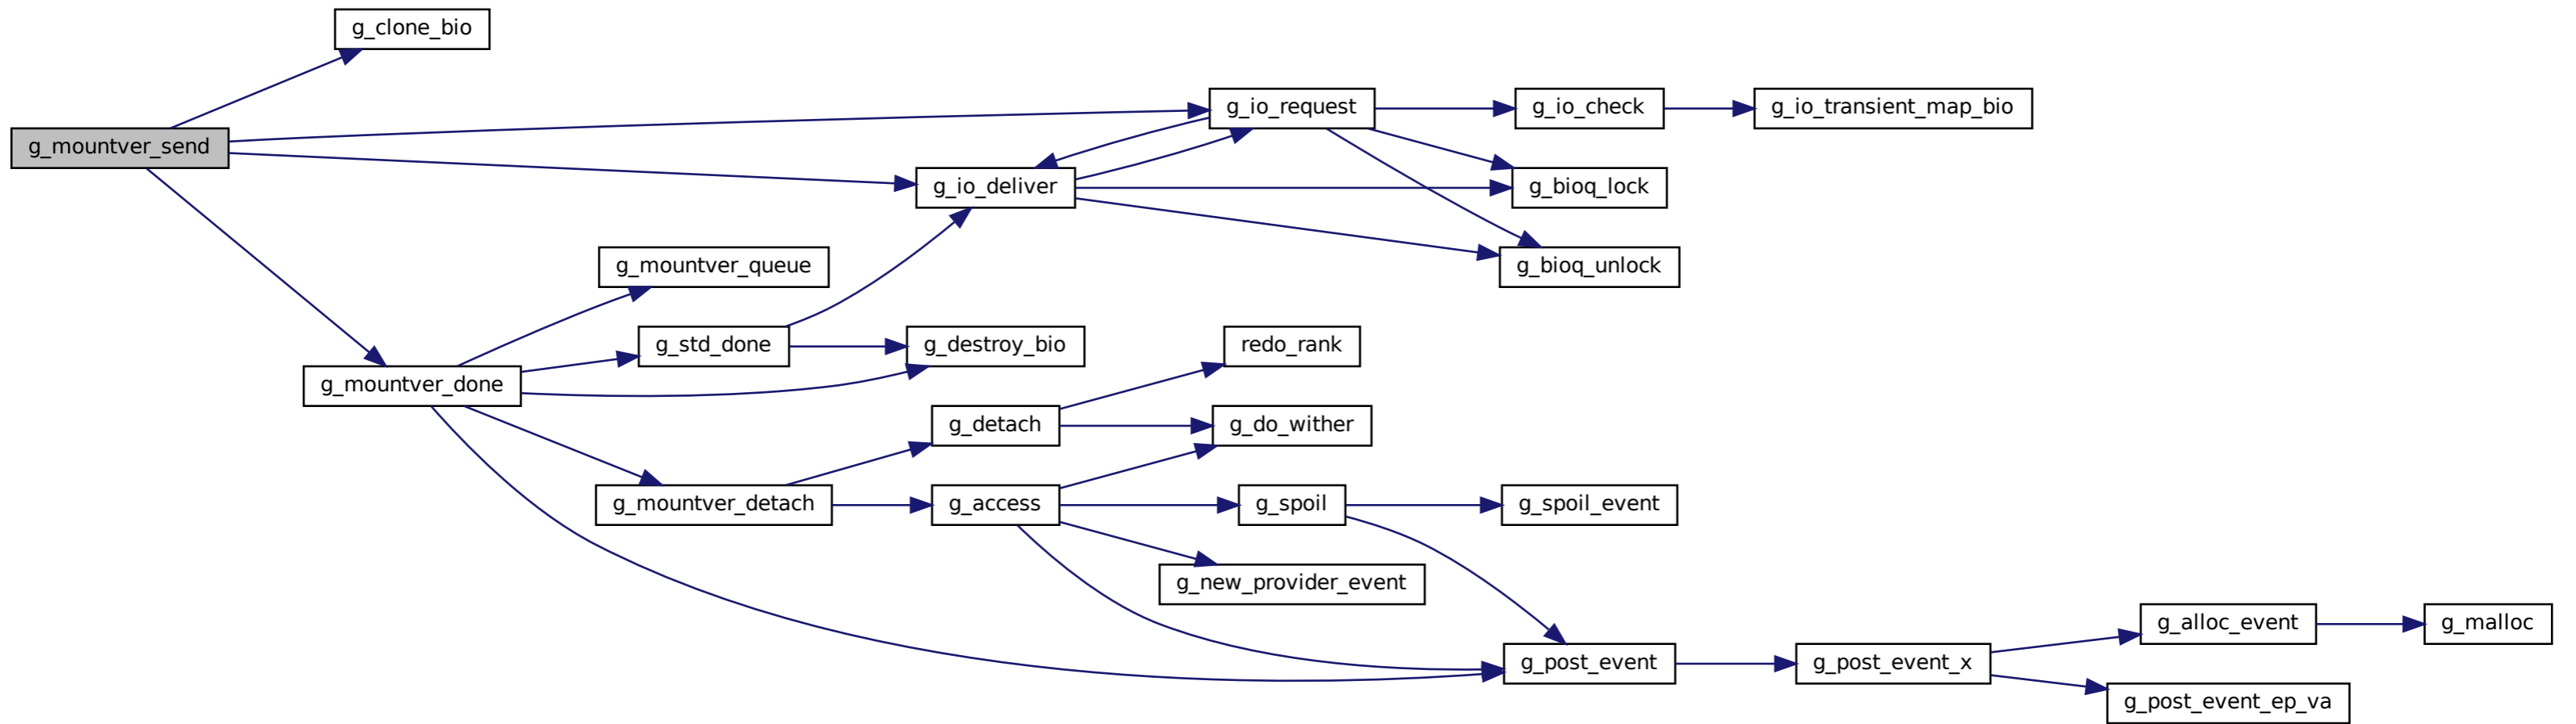 g_clone_bio
g_io_request
g_io_check
g_io_transient_map_bio
g_mountver_send
g_io_deliver
g_bioq_lock
g_mountver_queue
g_bioq_unlock
g_std_done
g_destroy_bio
redo_rank
g_mountver_done
g_detach
g_do_wither
g_mountver_detach
g_access
g_spoil
g_spoil_event
g_new_provider_event
g_alloc_event
g_malloc
g_post_event
g_post_event_x
g_post_event_ep_va